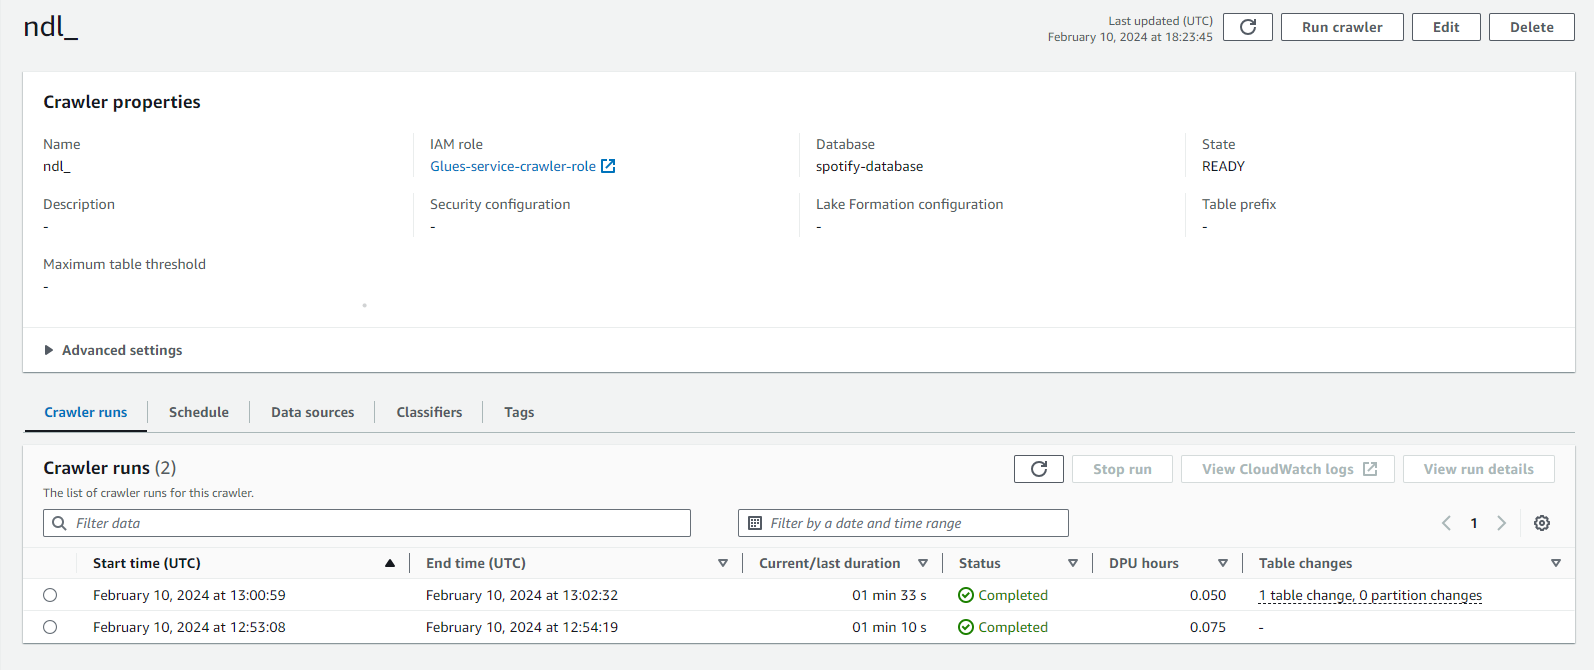 ndl_
Last updated (UTC)
February 10, 2024 at 18:23:45
Run crawler
Edit
Delete
Crawler properties
Name
ndl_
IAM role
Glues-service-crawler-role
Database
spotify-database
State
READY
Description
-
Security configuration
-
Lake Formation configuration
-
Table prefix
-
Maximum table threshold
-
Advanced settings
Crawler runs
Schedule
Data sources
Classifiers
Tags
Crawler runs (2)
The list of crawler runs for this crawler.
Stop run
View CloudWatch logs
View run details
Filter data
Filter by a date and time range
1
Start time (UTC) End time (UTC) Current/last duration Status DPU hours Table changes
February 10, 2024 at 13:00:59 February 10, 2024 at 13:02:32 01 min 33 s Completed 0.050 1 table change, 0 partition changes
February 10, 2024 at 12:53:08 February 10, 2024 at 12:54:19 01 min 10 s Completed 0.075 -